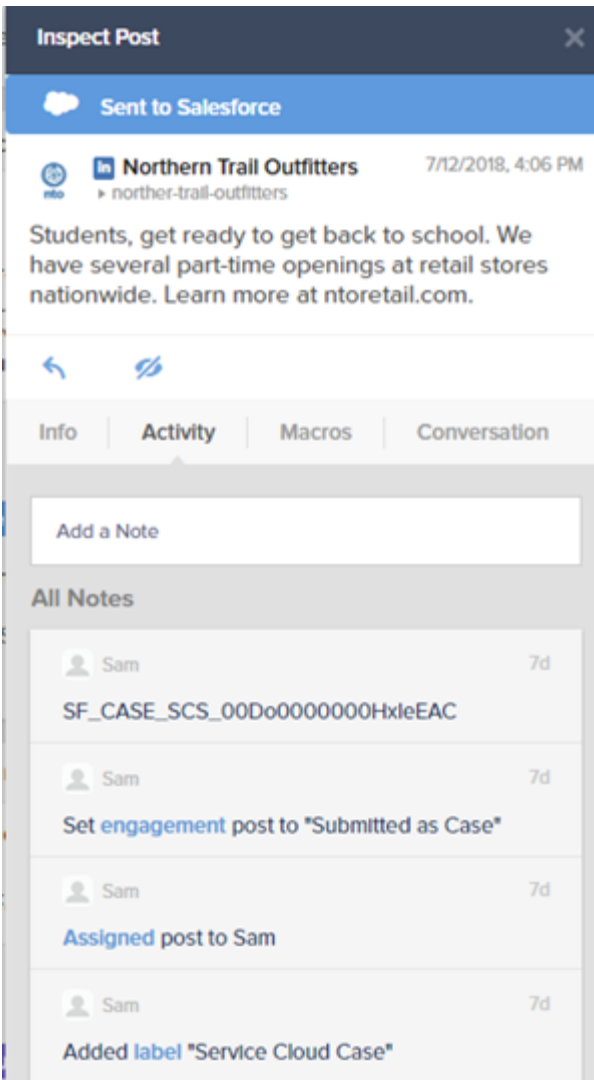 Inspect Post
Sent to Salesforce
Northern Trail Outfitters 7/12/2018, 4:06 PM
nto norther-trail-outfitters
Students, get ready to get back to school. We
have several part-time openings at retail stores
nationwide. Learn more at ntoretail.com.
Info Activity Macros Conversation
Add a Note
All Notes
Sam 7d
SF_CASE_SCS_00Do0000000HxleEAC
Sam 7d
Set engagement post to "Submitted as Case"
Sam 7d
Assigned post to Sam
Sam 7d
Added label "Service Cloud Case"